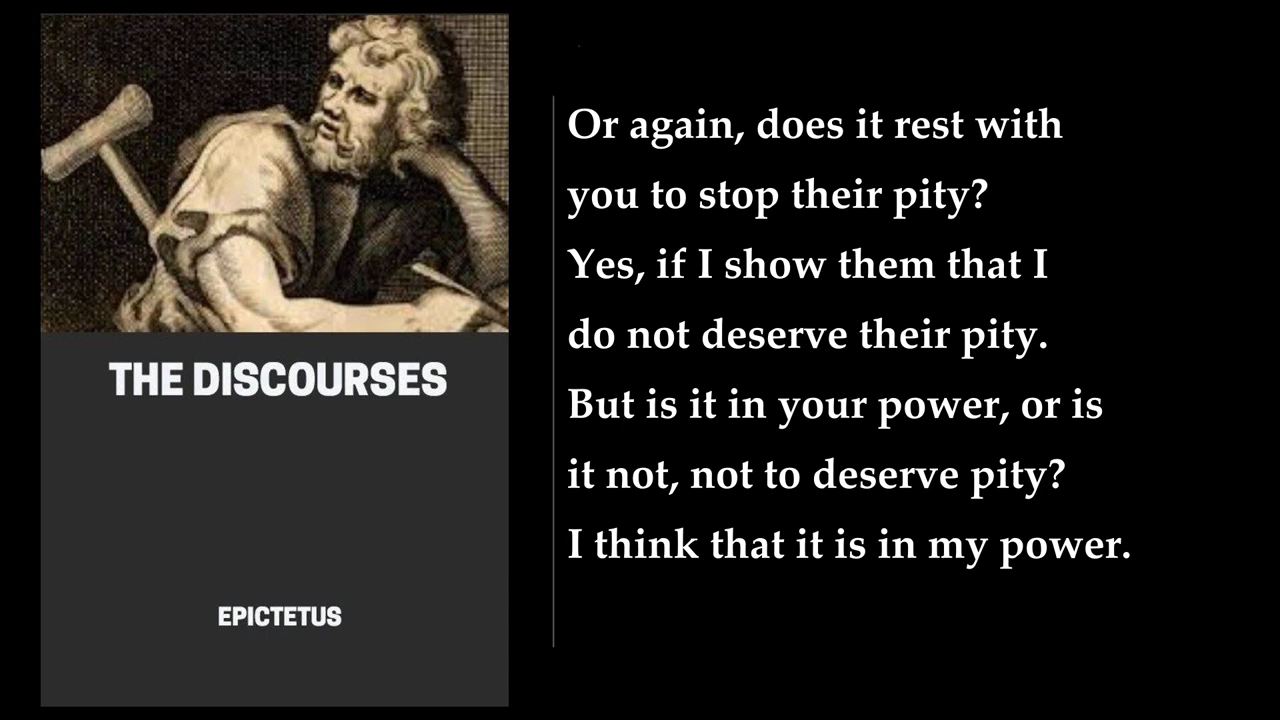 THE DISCOURSES
EPICTETUS
Or again, does it rest with
you to stop their pity?
Yes, if I show them that I
do not deserve their pity.
But is it in your power, or is
it not, not to deserve pity?
I think that it is in my power.